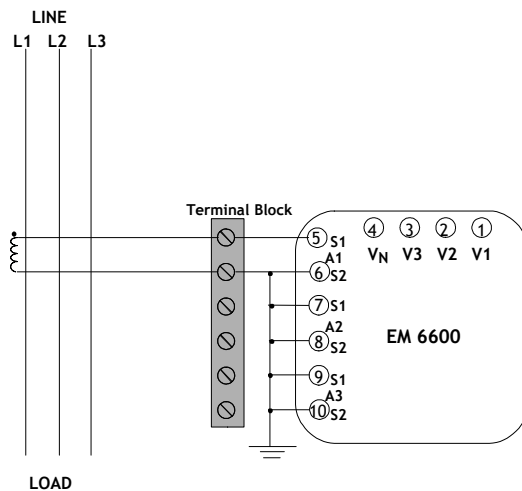 LINE
L1 L2 L3
Terminal Block
4 3 2 1
VN V3 V2 V1
5 S1
A1
6 S2
7 S1
A2
8 S2
EM 6600
9 S1
A3
10 S2
LOAD